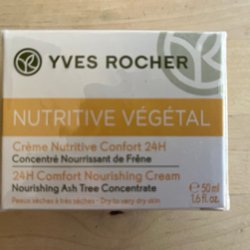 YVES ROCHER
NUTRITIVE VÉGÉTAL
Crème Nutritive Confort 24H
Concentré Nourrissant de Frêne
24H Comfort Nourishing Cream
Nourishing Ash Tree Concentrate
Peaux sèches à très sèches - Dry to very dry skin
e 50 ml
1.6 fl. oz.